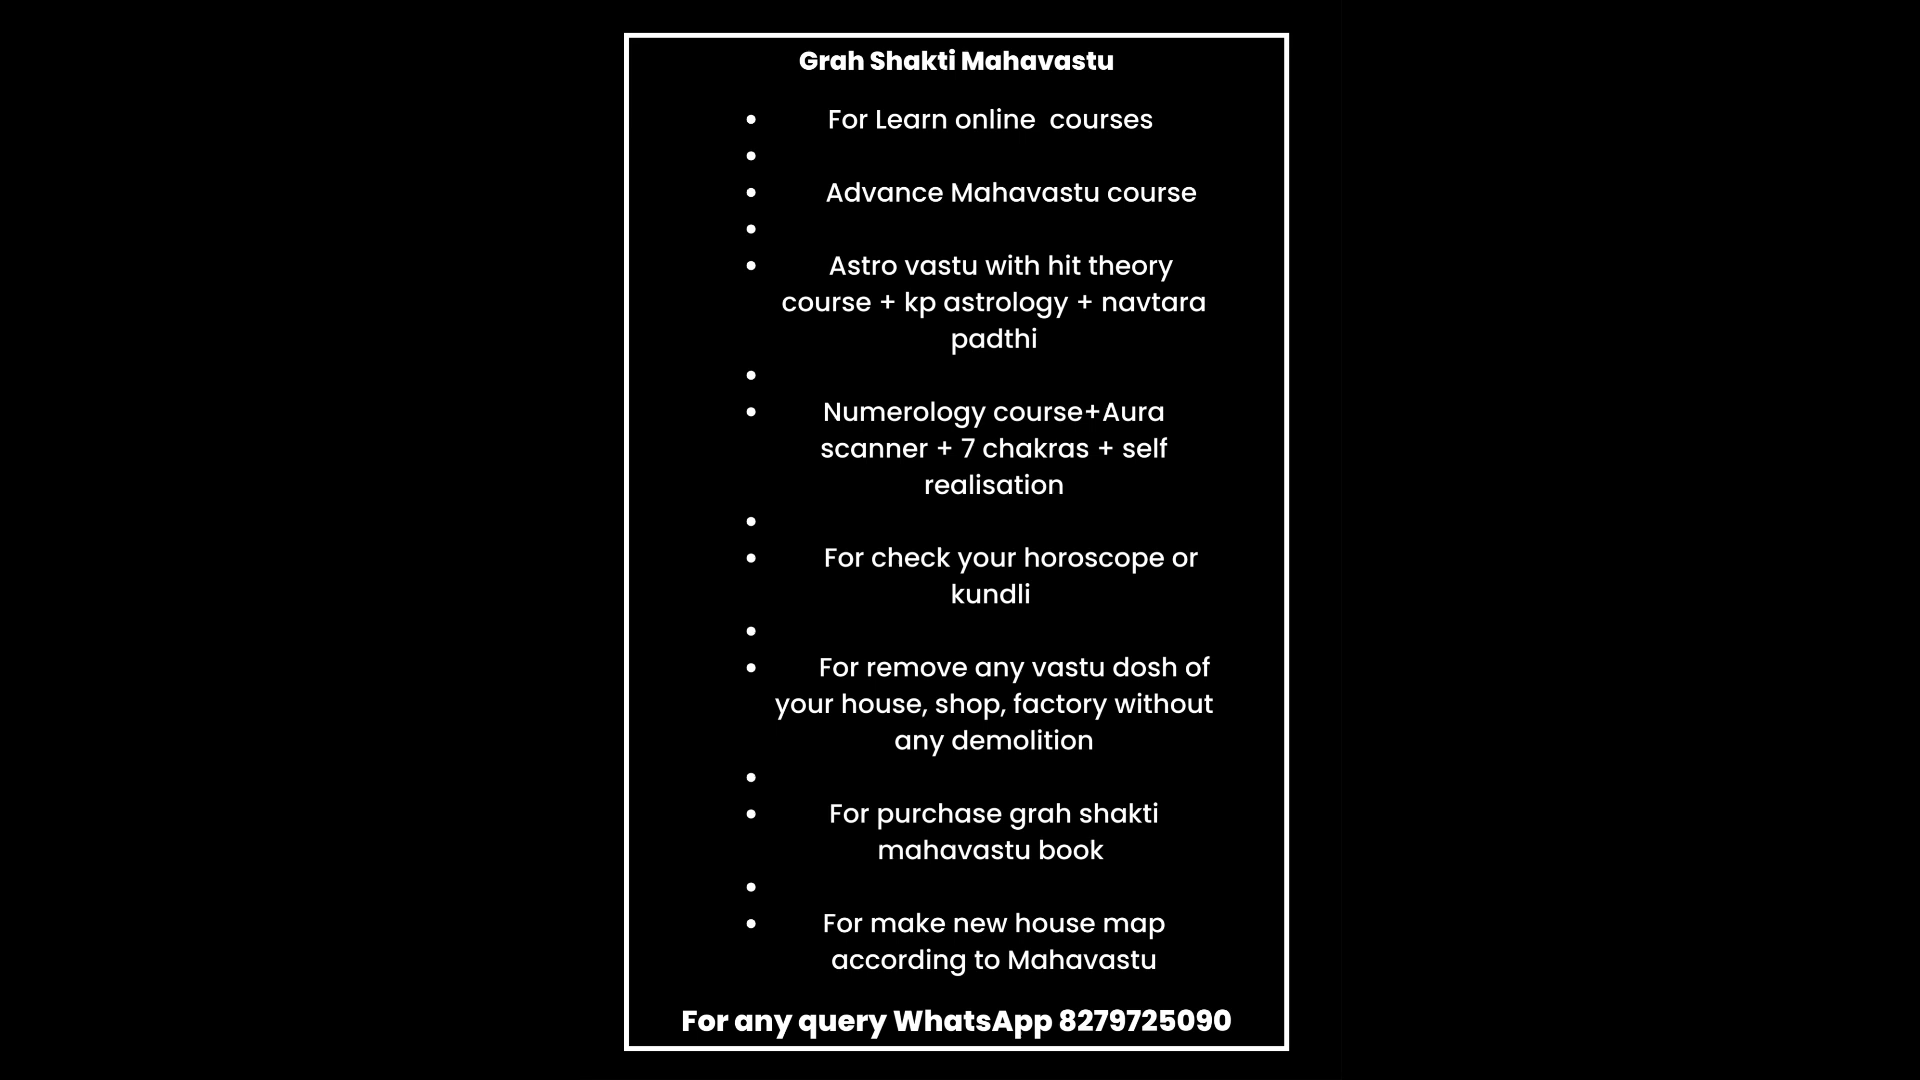 Grah Shakti Mahavastu
• For Learn online  courses
•
• Advance Mahavastu course
•
• Astro vastu with hit theory
course + kp astrology + navtara
padthi
•
• Numerology course+Aura
scanner + 7 chakras + self
realisation
•
• For check your horoscope or
kundli
•
• For remove any vastu dosh of
your house, shop, factory without
any demolition
•
• For purchase grah shakti
mahavastu book
•
• For make new house map
according to Mahavastu
For any query WhatsApp 8279725090